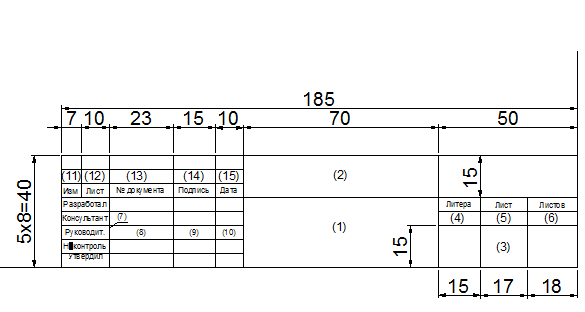 185
7 10 23 15 10 70 50
(11) (12) (13) (14) (15) (2) 15
Изм Лист № документа Подпись Дата
Разработал Литера Лист Листов
Консультант (7) (4) (5) (6)
Руководит. (8) (9) (10) (1)
Утвердил (3)
5x8=40
15
15 17 18